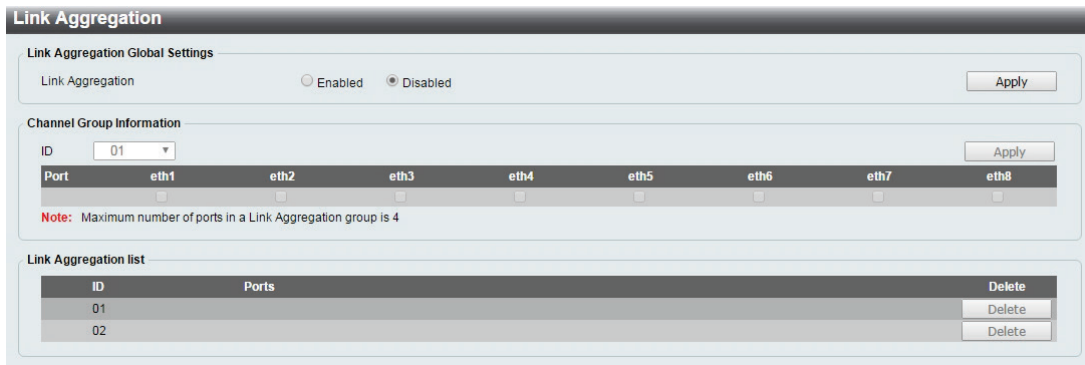 Link Aggregation
Link Aggregation Global Settings
Link Aggregation Enabled Disabled Apply
Channel Group Information
ID 01 Apply
Port eth1 eth2 eth3 eth4 eth5 eth6 eth7 eth8
Note: Maximum number of ports in a Link Aggregation group is 4
Link Aggregation list
ID Ports Delete
01 Delete
02 Delete